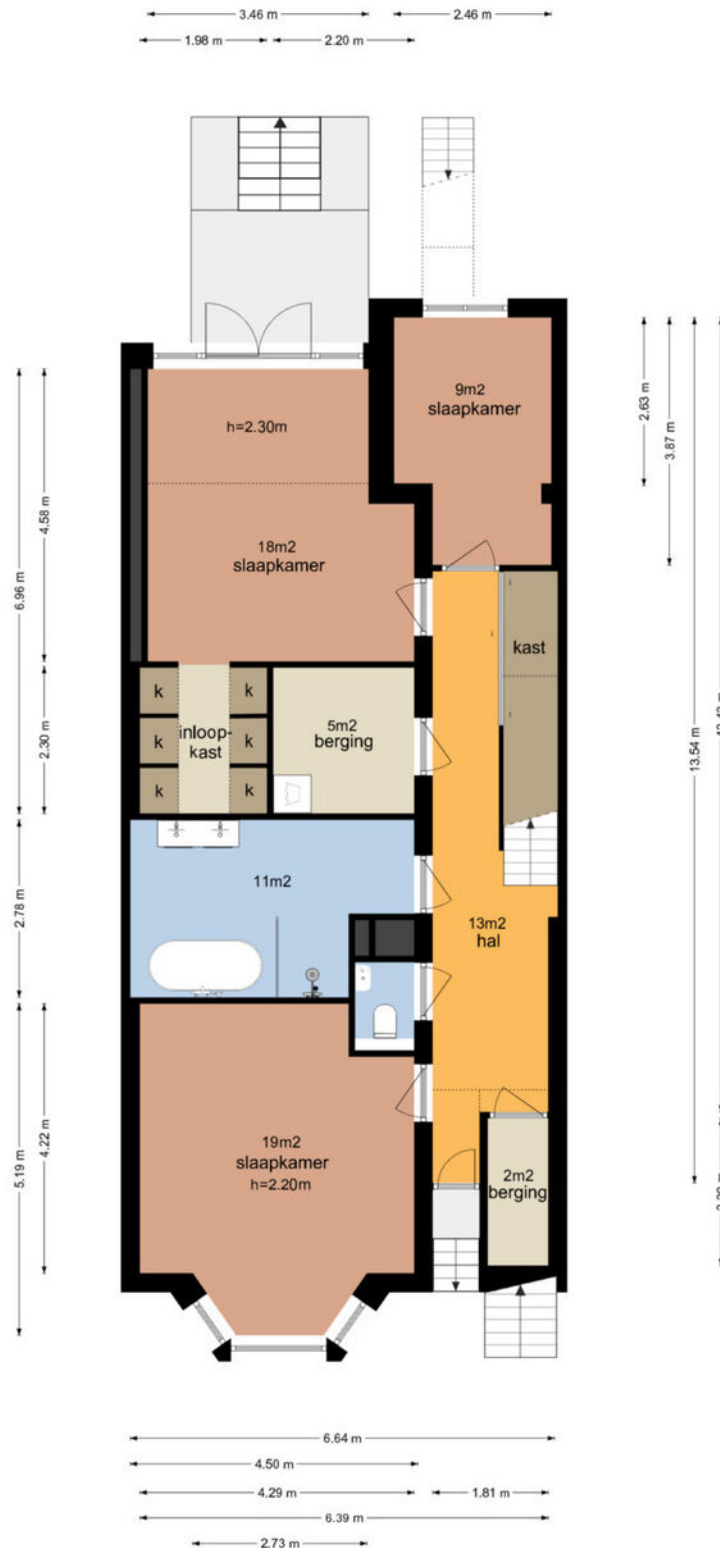 3.46 m
2.46 m
1.98 m
2.20 m
9m2
slaapkamer
h=2.30m
2.63 m
3.87 m
4.58 m
6.96 m
18m2
slaapkamer
kast
k
k
inloop-
kast
k
k
k
k
5m2
berging
2.30 m
13.54 m
11m2
2.78 m
13m2
hal
19m2
slaapkamer
h=2.20m
4.22 m
5.19 m
2m2
berging
6.64 m
4.50 m
4.29 m
1.81 m
6.39 m
2.73 m